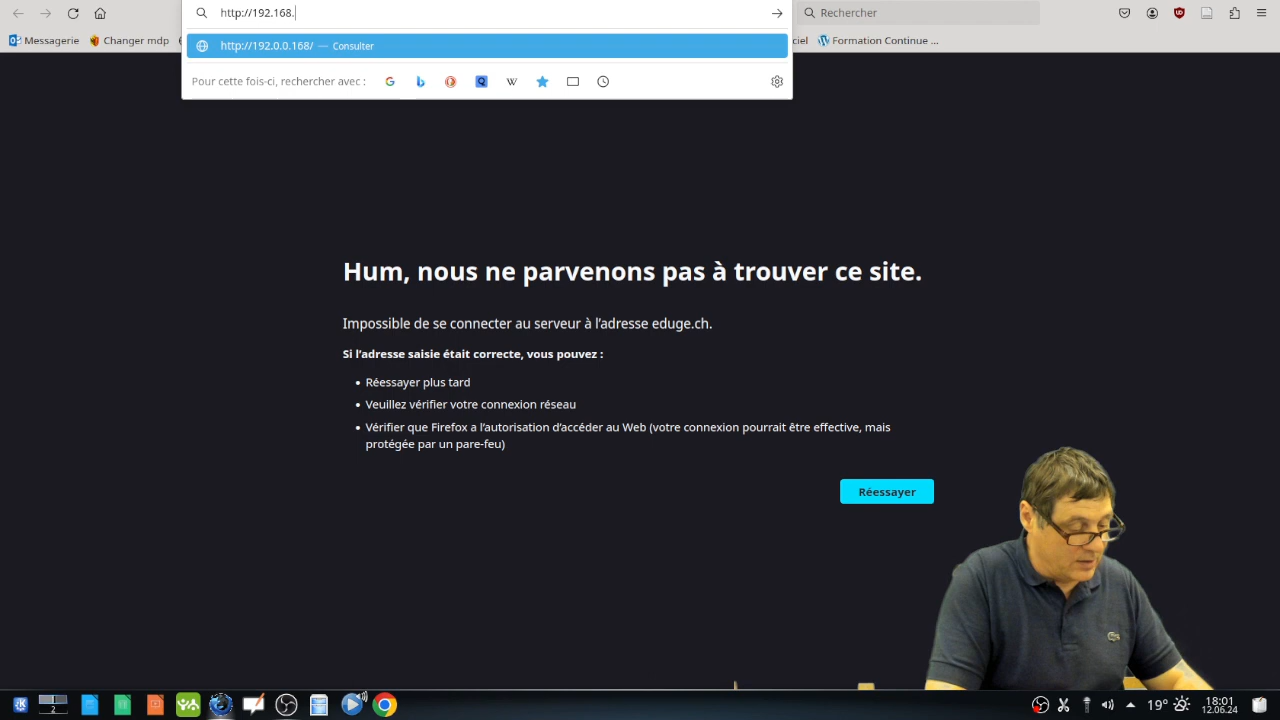 http://192.168.
Rechercher
Messagerie
Changer mdp
ciel
Formation Continue ...
http://192.0.0.168/ — Consulter
Pour cette fois-ci, rechercher avec :
Hum, nous ne parvenons pas à trouver ce site.
Impossible de se connecter au serveur à l'adresse eduge.ch.
Si l'adresse saisie était correcte, vous pouvez :
• Réessayer plus tard
• Veuillez vérifier votre connexion réseau
• Vérifier que Firefox a l'autorisation d'accéder au Web (votre connexion pourrait être effective, mais
protégée par un pare-feu)
Réessayer
1
2
19°
18:01
12.06.24